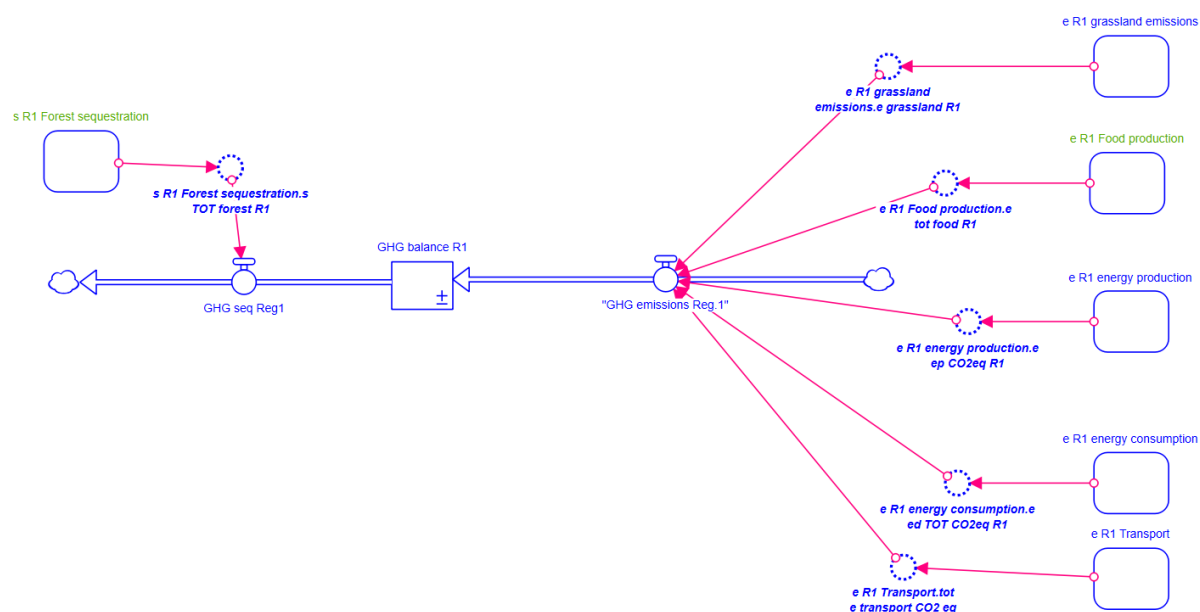 e R1 grassland emissions
e R1 grassland
emissions.e grassland R1
s R1 Forest sequestration
e R1 Food production
s R1 Forest sequestration.s
TOT forest R1
e R1 Food production.e
tot food R1
GHG balance R1
±
GHG seq Reg1
"GHG emissions Reg.1"
e R1 energy production
e R1 energy production.e
ep CO2eq R1
e R1 energy consumption
e R1 energy consumption.e
ed TOT CO2eq R1
e R1 Transport
e R1 Transport.tot
e transport CO2 eq